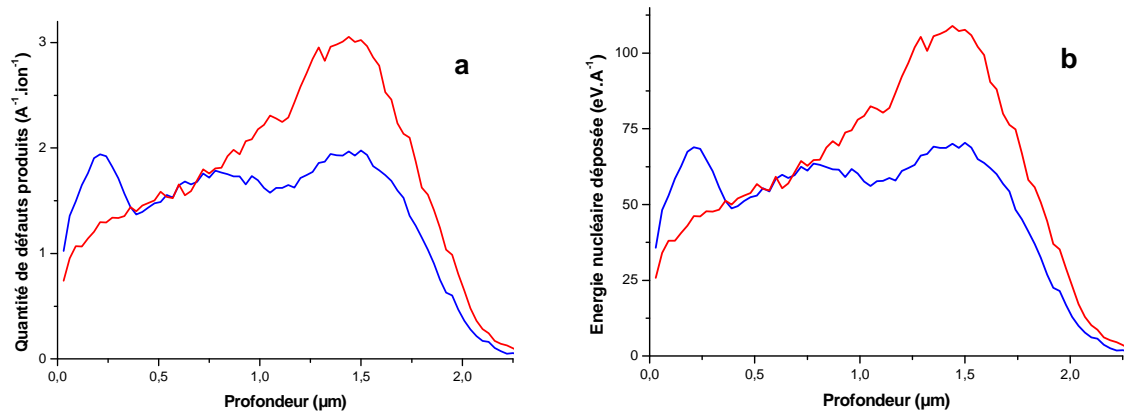 Quantité de défauts produits (A⁻¹.ion⁻¹)
3
2
1
0
a
0,0 0,5 1,0 1,5 2,0
Profondeur (µm)
Energie nucléaire déposée (eV.A⁻¹)
100
75
50
25
0
b
0,0 0,5 1,0 1,5 2,0
Profondeur (µm)